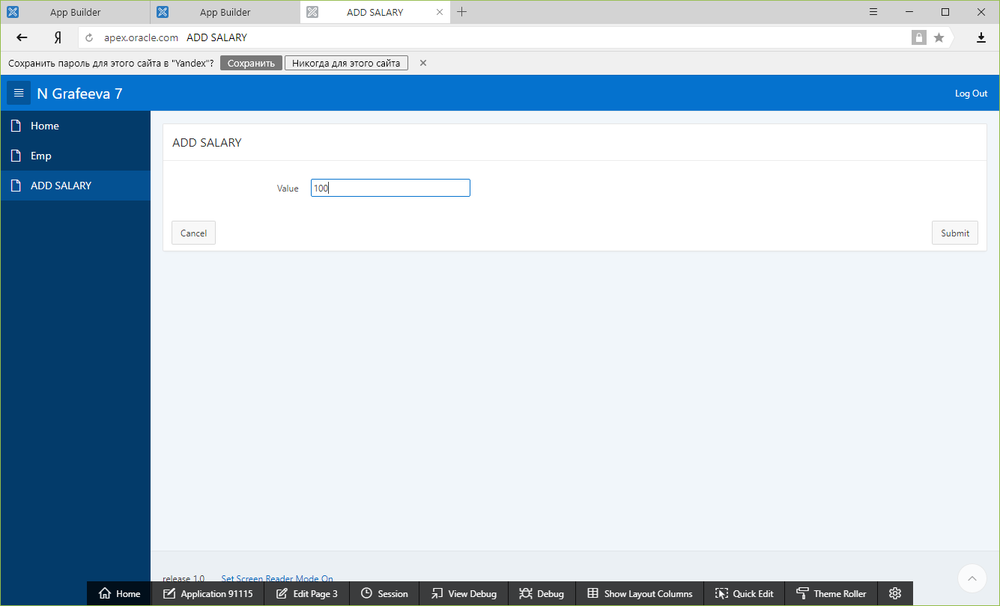 App Builder
App Builder
ADD SALARY
Я
apex.oracle.com ADD SALARY
Сохранить пароль для этого сайта в "Yandex"? Сохранить Никогда для этого сайта
N Grafeeva 7
Log Out
Home
Emp
ADD SALARY
ADD SALARY
Value 100
Cancel
Submit
release 1.0 Set Screen Reader Mode On
Home Application 91115 Edit Page 3 Session View Debug Debug Show Layout Columns Quick Edit Theme Roller